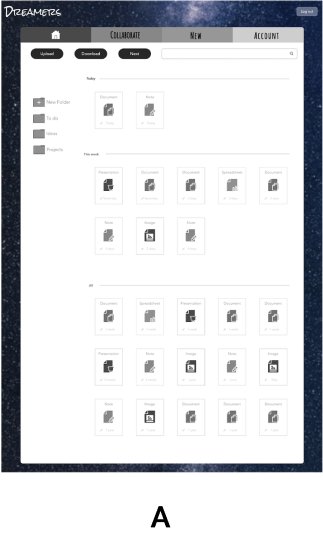 DREAMERS
Log out
COLLABORATE
NEW
ACCOUNT
Upload
Download
Next
Today
Document
Note
New Folder
To do
Ideas
Projects
This week
Presentation
Document
Document
Spreadsheet
Document
Note
Image
Note
All
Document
Spreadsheet
Presentation
Document
Document
Presentation
Note
Image
Note
Image
Note
Image
Document
Document
Document
A